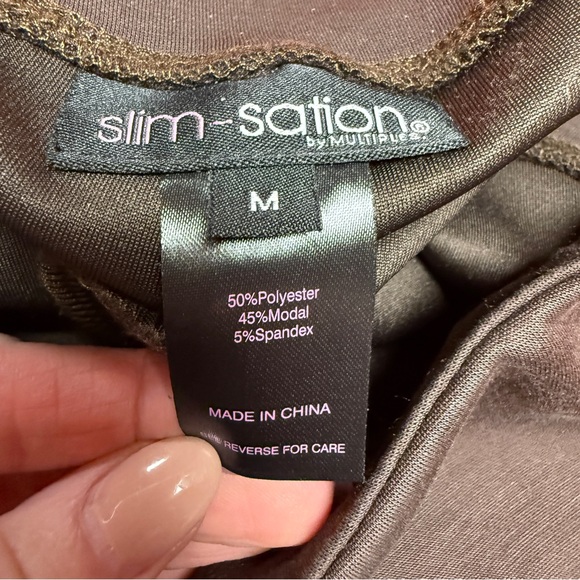 slim-sation®
by MULTIPLES
M
50%Polyester
45%Modal
5%Spandex
MADE IN CHINA
REVERSE FOR CARE